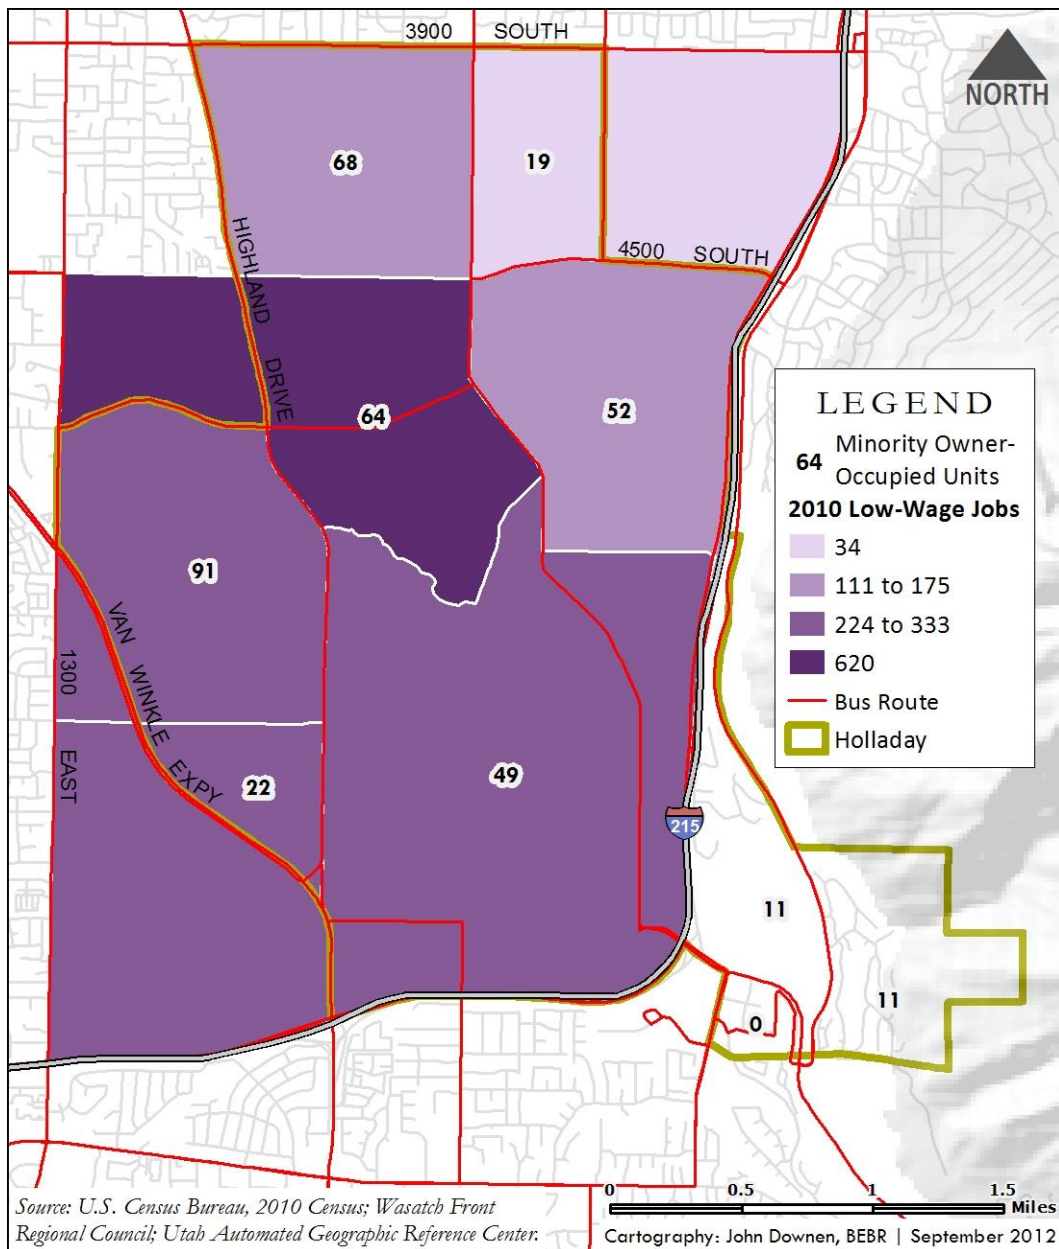 3900 SOUTH
NORTH
68
19
HIGHLAND DRIVE
4500 SOUTH
64
52
LEGEND
64 Minority Owner-
Occupied Units
2010 Low-Wage Jobs
34
111 to 175
224 to 333
620
Bus Route
Holladay
91
VAN WINKLE EXPY
1300 EAST
22
49
215
11
11
0
0 0.5 1 1.5
Miles
Source: U.S. Census Bureau, 2010 Census; Wasatch Front
Regional Council; Utah Automated Geographic Reference Center.
Cartography: John Downen, BEBR | September 2012